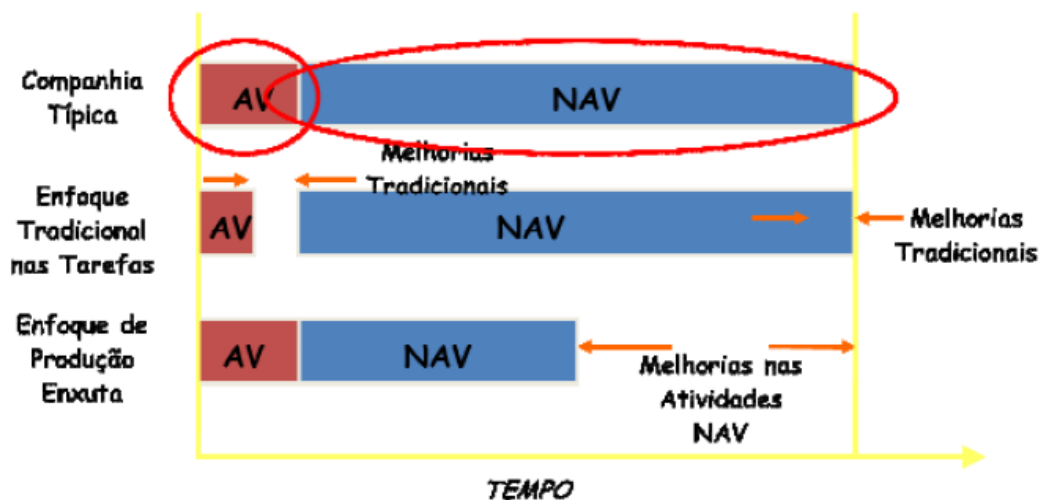 Companhia
Típica
AV
NAV
Melhorias
Tradicionais
Enfoque
Tradicional
nas Tarefas
AV
NAV
Melhorias
Tradicionais
Enfoque de
Produção
Enxuta
AV
NAV
Melhorias nas
Atividades
NAV
TEMPO